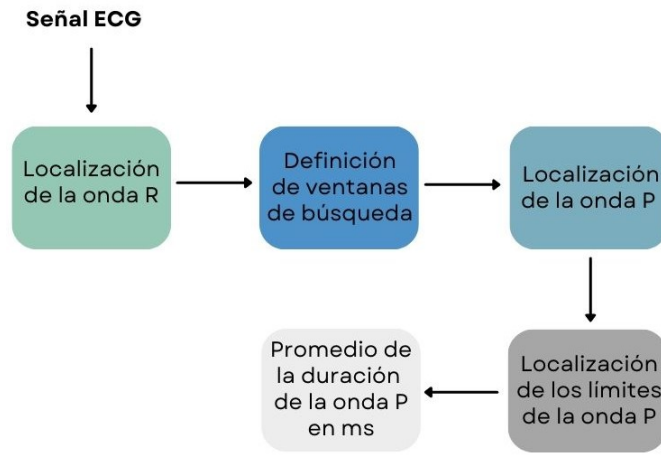 Señal ECG
Localización
de la onda R
Definición
de ventanas
de búsqueda
Localización
de la onda P
Localización
de los límites
de la onda P
Promedio de
la duración
de la onda P
en ms